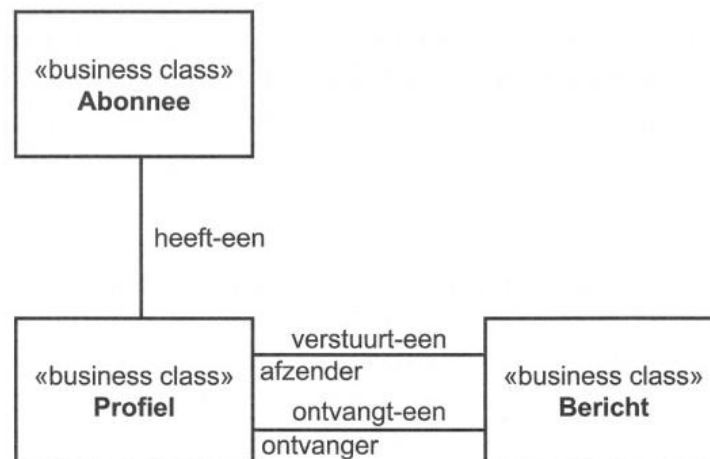 «business class»
Abonnee
heeft-een
verstuurt-een
«business class»
afzender
«business class»
Profiel
ontvangt-een
Bericht
ontvanger